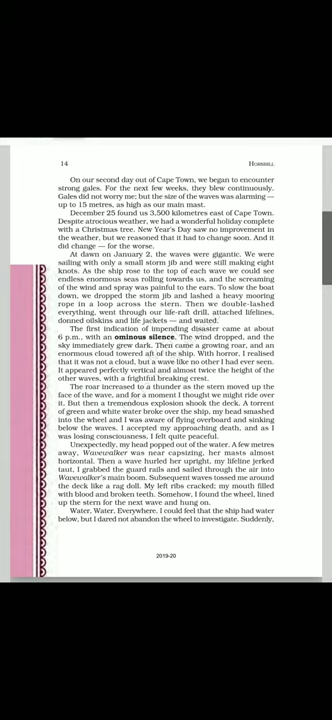 14
HORNBILL
On our second day out of Cape Town, we began to encounter
strong gales. For the next few weeks, they blew continuously.
Gales did not worry me; but the size of the waves was alarming —
up to 15 metres, as high as our main mast.
December 25 found us 3,500 kilometres east of Cape Town.
Despite atrocious weather, we had a wonderful holiday complete
with a Christmas tree. New Year's Day saw no improvement in
the weather, but we reasoned that it had to change soon. And it
did change — for the worse.
At dawn on January 2, the waves were gigantic. We were
sailing with only a small storm jib and were still making eight
knots. As the ship rose to the top of each wave we could see
endless enormous seas rolling towards us, and the screaming
of the wind and spray was painful to the ears. To slow the boat
down, we dropped the storm jib and lashed a heavy mooring
rope in a loop across the stern. Then we double-lashed
everything, went through our life-raft drill, attached lifelines,
donned oilskins and life jackets — and waited.
The first indication of impending disaster came at about
6 p.m., with an ominous silence. The wind dropped, and the
sky immediately grew dark. Then came a growing roar, and an
enormous cloud towered aft of the ship. With horror, I realised
that it was not a cloud, but a wave like no other I had ever seen.
It appeared perfectly vertical and almost twice the height of the
other waves, with a frightful breaking crest.
The roar increased to a thunder as the stern moved up the
face of the wave, and for a moment I thought we might ride over
it. But then a tremendous explosion shook the deck. A torrent
of green and white water broke over the ship, my head smashed
into the wheel and I was aware of flying overboard and sinking
below the waves. I accepted my approaching death, and as I
was losing consciousness, I felt quite peaceful.
Unexpectedly, my head popped out of the water. A few metres
away, Wavewalker was near capsizing, her masts almost
horizontal. Then a wave hurled her upright, my lifeline jerked
taut, I grabbed the guard rails and sailed through the air into
Wavewalker's main boom. Subsequent waves tossed me around
the deck like a rag doll. My left ribs cracked; my mouth filled
with blood and broken teeth. Somehow, I found the wheel, lined
up the stern for the next wave and hung on.
Water, Water, Everywhere. I could feel that the ship had water
below, but I dared not abandon the wheel to investigate. Suddenly,
2019-20